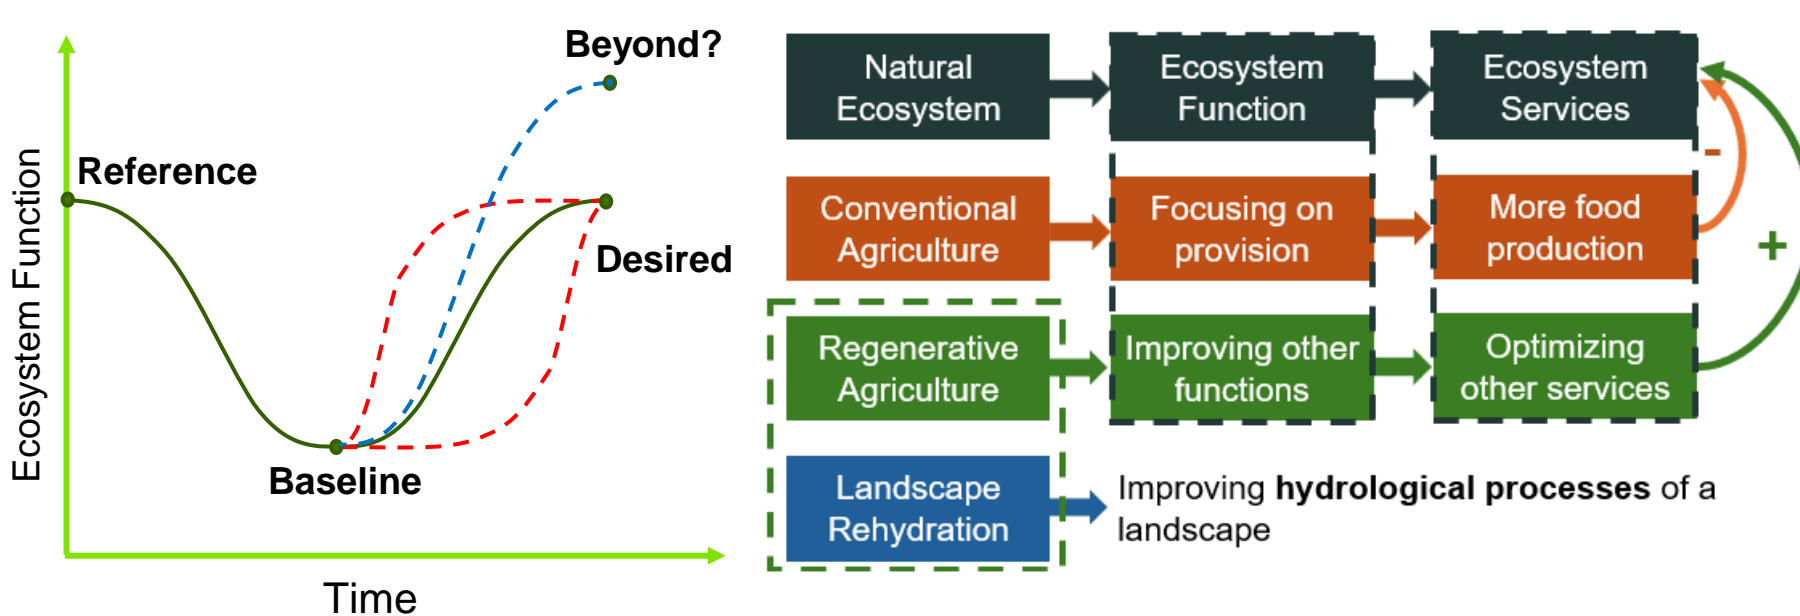 Beyond?
Reference
Desired
Baseline
Ecosystem Function
Time
Natural
Ecosystem
Ecosystem
Function
Ecosystem
Services
-
Conventional
Agriculture
Focusing on
provision
More food
production
+
Regenerative
Agriculture
Improving other
functions
Optimizing
other services
Landscape
Rehydration
Improving hydrological processes of a
landscape